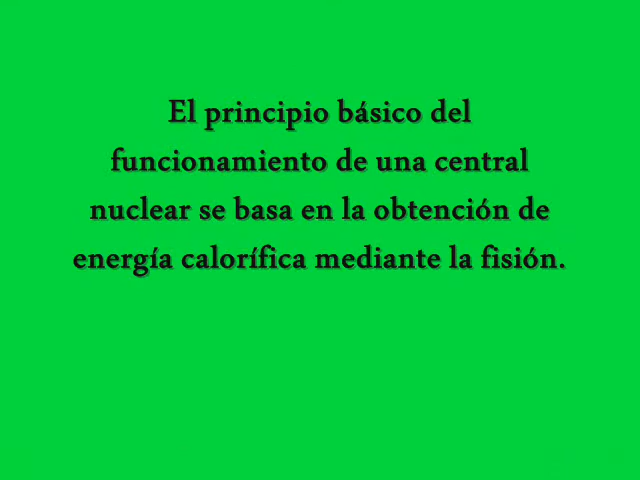 El principio básico del
funcionamiento de una central
nuclear se basa en la obtención de
energía calorífica mediante la fisión.